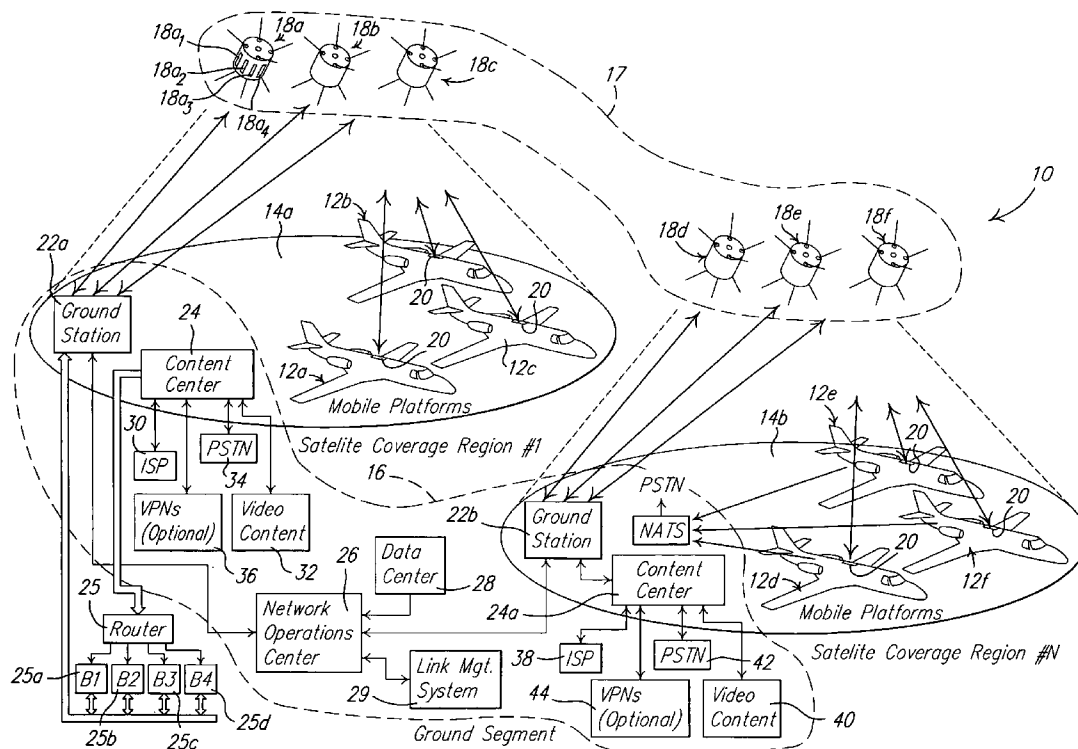 18a1
18a
18b
18a2
18a3
18a4
18c
17
10
12b
14a
18d
18e
18f
22a
20
Ground
Station
24
20
20
Content
Center
12a
12c
Mobile Platforms
30
ISP
PSTN
34
Satelite Coverage Region #1
16
14b
12e
20
PSTN
22b
Ground
Station
NATS
20
VPNs
(Optional)
Video
Content
36
32
26
Data
Center
28
20
Content
Center
24a
12d
12f
Mobile Platforms
25
Router
Network
Operations
Center
38
ISP
PSTN
42
Satelite Coverage Region #N
25a
B1
B2
B3
B4
25b
25c
25d
Link Mgt.
System
29
44
VPNs
(Optional)
Video
Content
40
Ground Segment